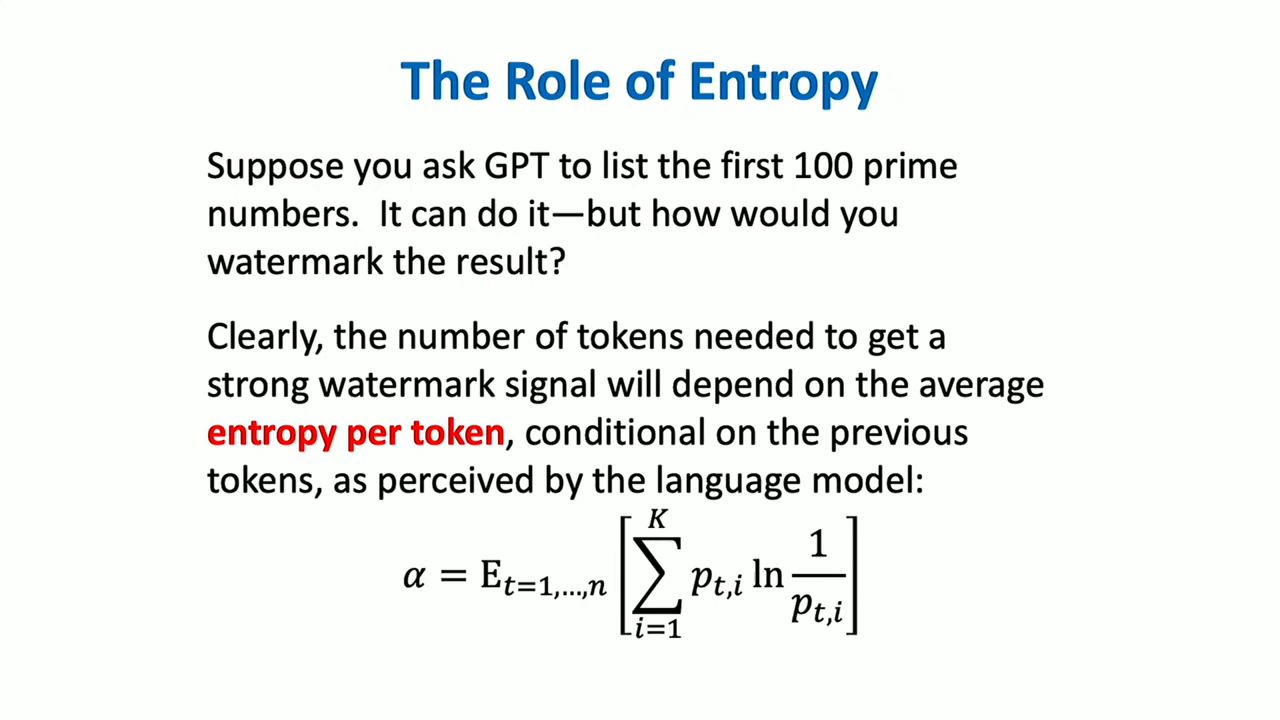 The Role of Entropy
Suppose you ask GPT to list the first 100 prime
numbers.  It can do it—but how would you
watermark the result?
Clearly, the number of tokens needed to get a
strong watermark signal will depend on the average
entropy per token, conditional on the previous
tokens, as perceived by the language model:
α = E_{t=1,…,n} [ ∑_{i=1}^{K} p_{t,i} ln 1/p_{t,i} ]